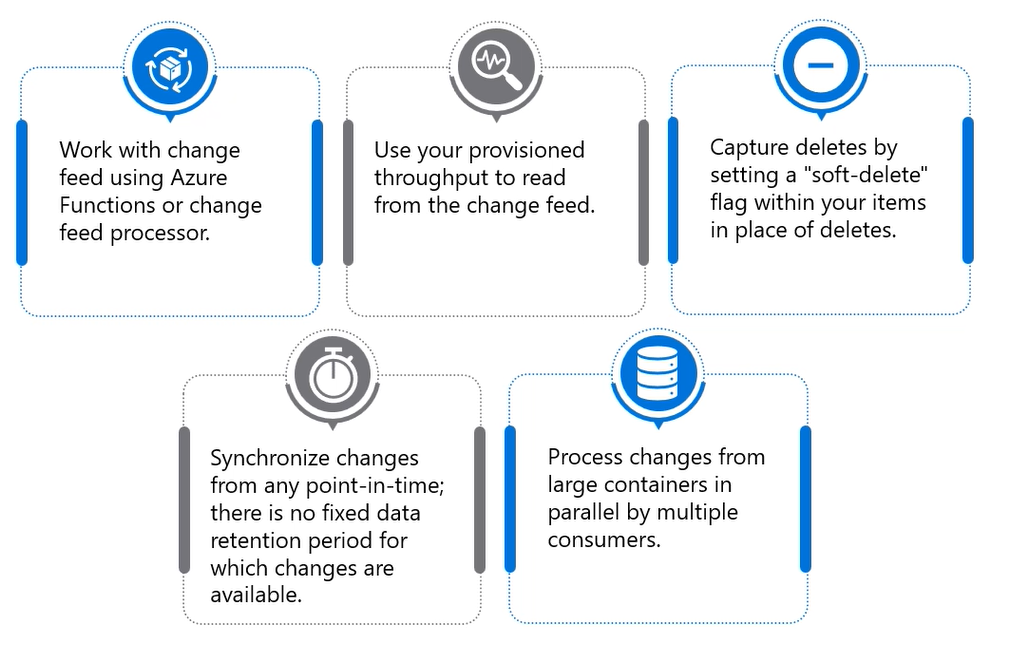 Work with change
feed using Azure
Functions or change
feed processor.
Use your provisioned
throughput to read
from the change feed.
Capture deletes by
setting a "soft-delete"
flag within your items
in place of deletes.
Synchronize changes
from any point-in-time;
there is no fixed data
retention period for
which changes are
available.
Process changes from
large containers in
parallel by multiple
consumers.